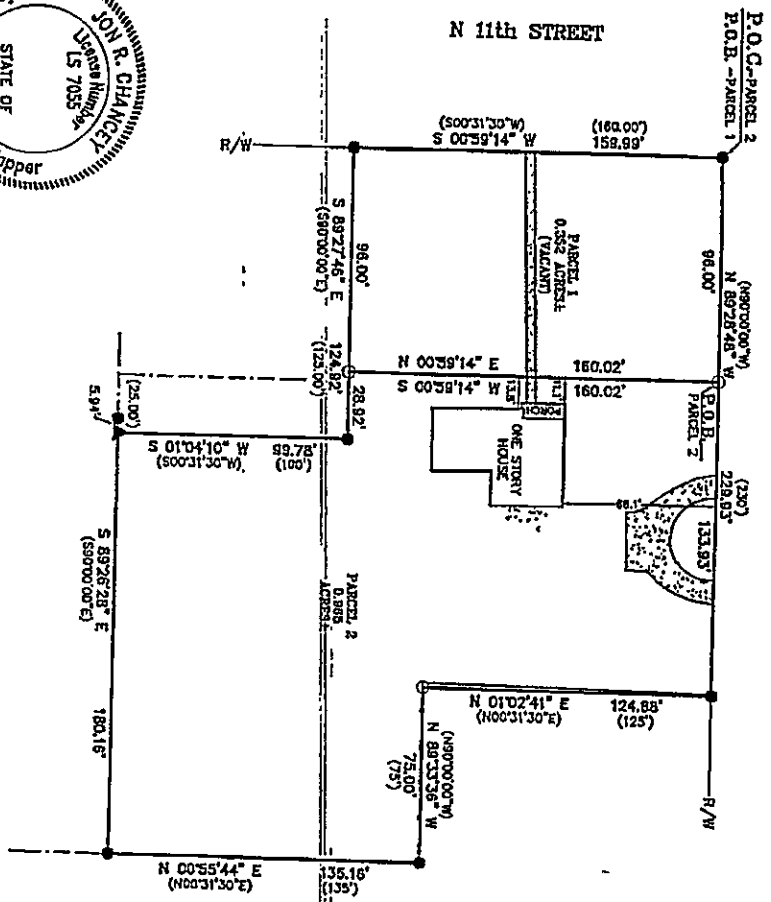 P.O.C.-PARCEL 2
P.O.B.-PARCEL 1
N 11th STREET
JON R. CHANCEY
License Number
LS 7055
STATE OF
R/W
(S00°31'30"W)
S 00°59'14" W
(160.00')
159.99'
96.00'
(N90°00'00"W)
N 89°28'48" W
P.O.B.
PARCEL 2
(230')
229.93'
133.93'
R/W
PARCEL 1
0.352 ACRES±
(VACANT)
96.00'
S 89°27'46" E
(S90°00'00"E)
N 00°59'14" E
160.02'
S 00°59'14" W
160.02'
PORCH
ONE STORY
HOUSE
124.92'
(125.00')
28.92'
(25.00')
5.94'
S 01°04'10" W
(S00°31'30"W)
99.78'
(100')
PARCEL 2
0.965
ACRES±
N 01°02'41" E
(N00°31'30"E)
124.88'
(125')
(N90°00'00"W)
N 89°33'36" W
75.00'
(75')
S 89°26'28" E
(S90°00'00"E)
180.16'
N 00°55'44" E
(N00°31'30"E)
135.16'
(135')